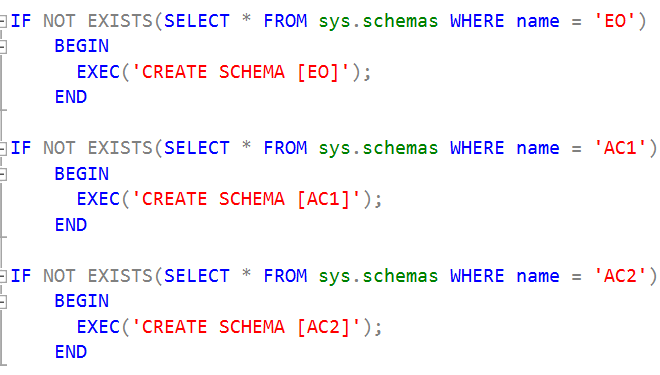 IF NOT EXISTS(SELECT * FROM sys.schemas WHERE name = 'EO')
BEGIN
EXEC('CREATE SCHEMA [EO]');
END
IF NOT EXISTS(SELECT * FROM sys.schemas WHERE name = 'AC1')
BEGIN
EXEC('CREATE SCHEMA [AC1]');
END
IF NOT EXISTS(SELECT * FROM sys.schemas WHERE name = 'AC2')
BEGIN
EXEC('CREATE SCHEMA [AC2]');
END